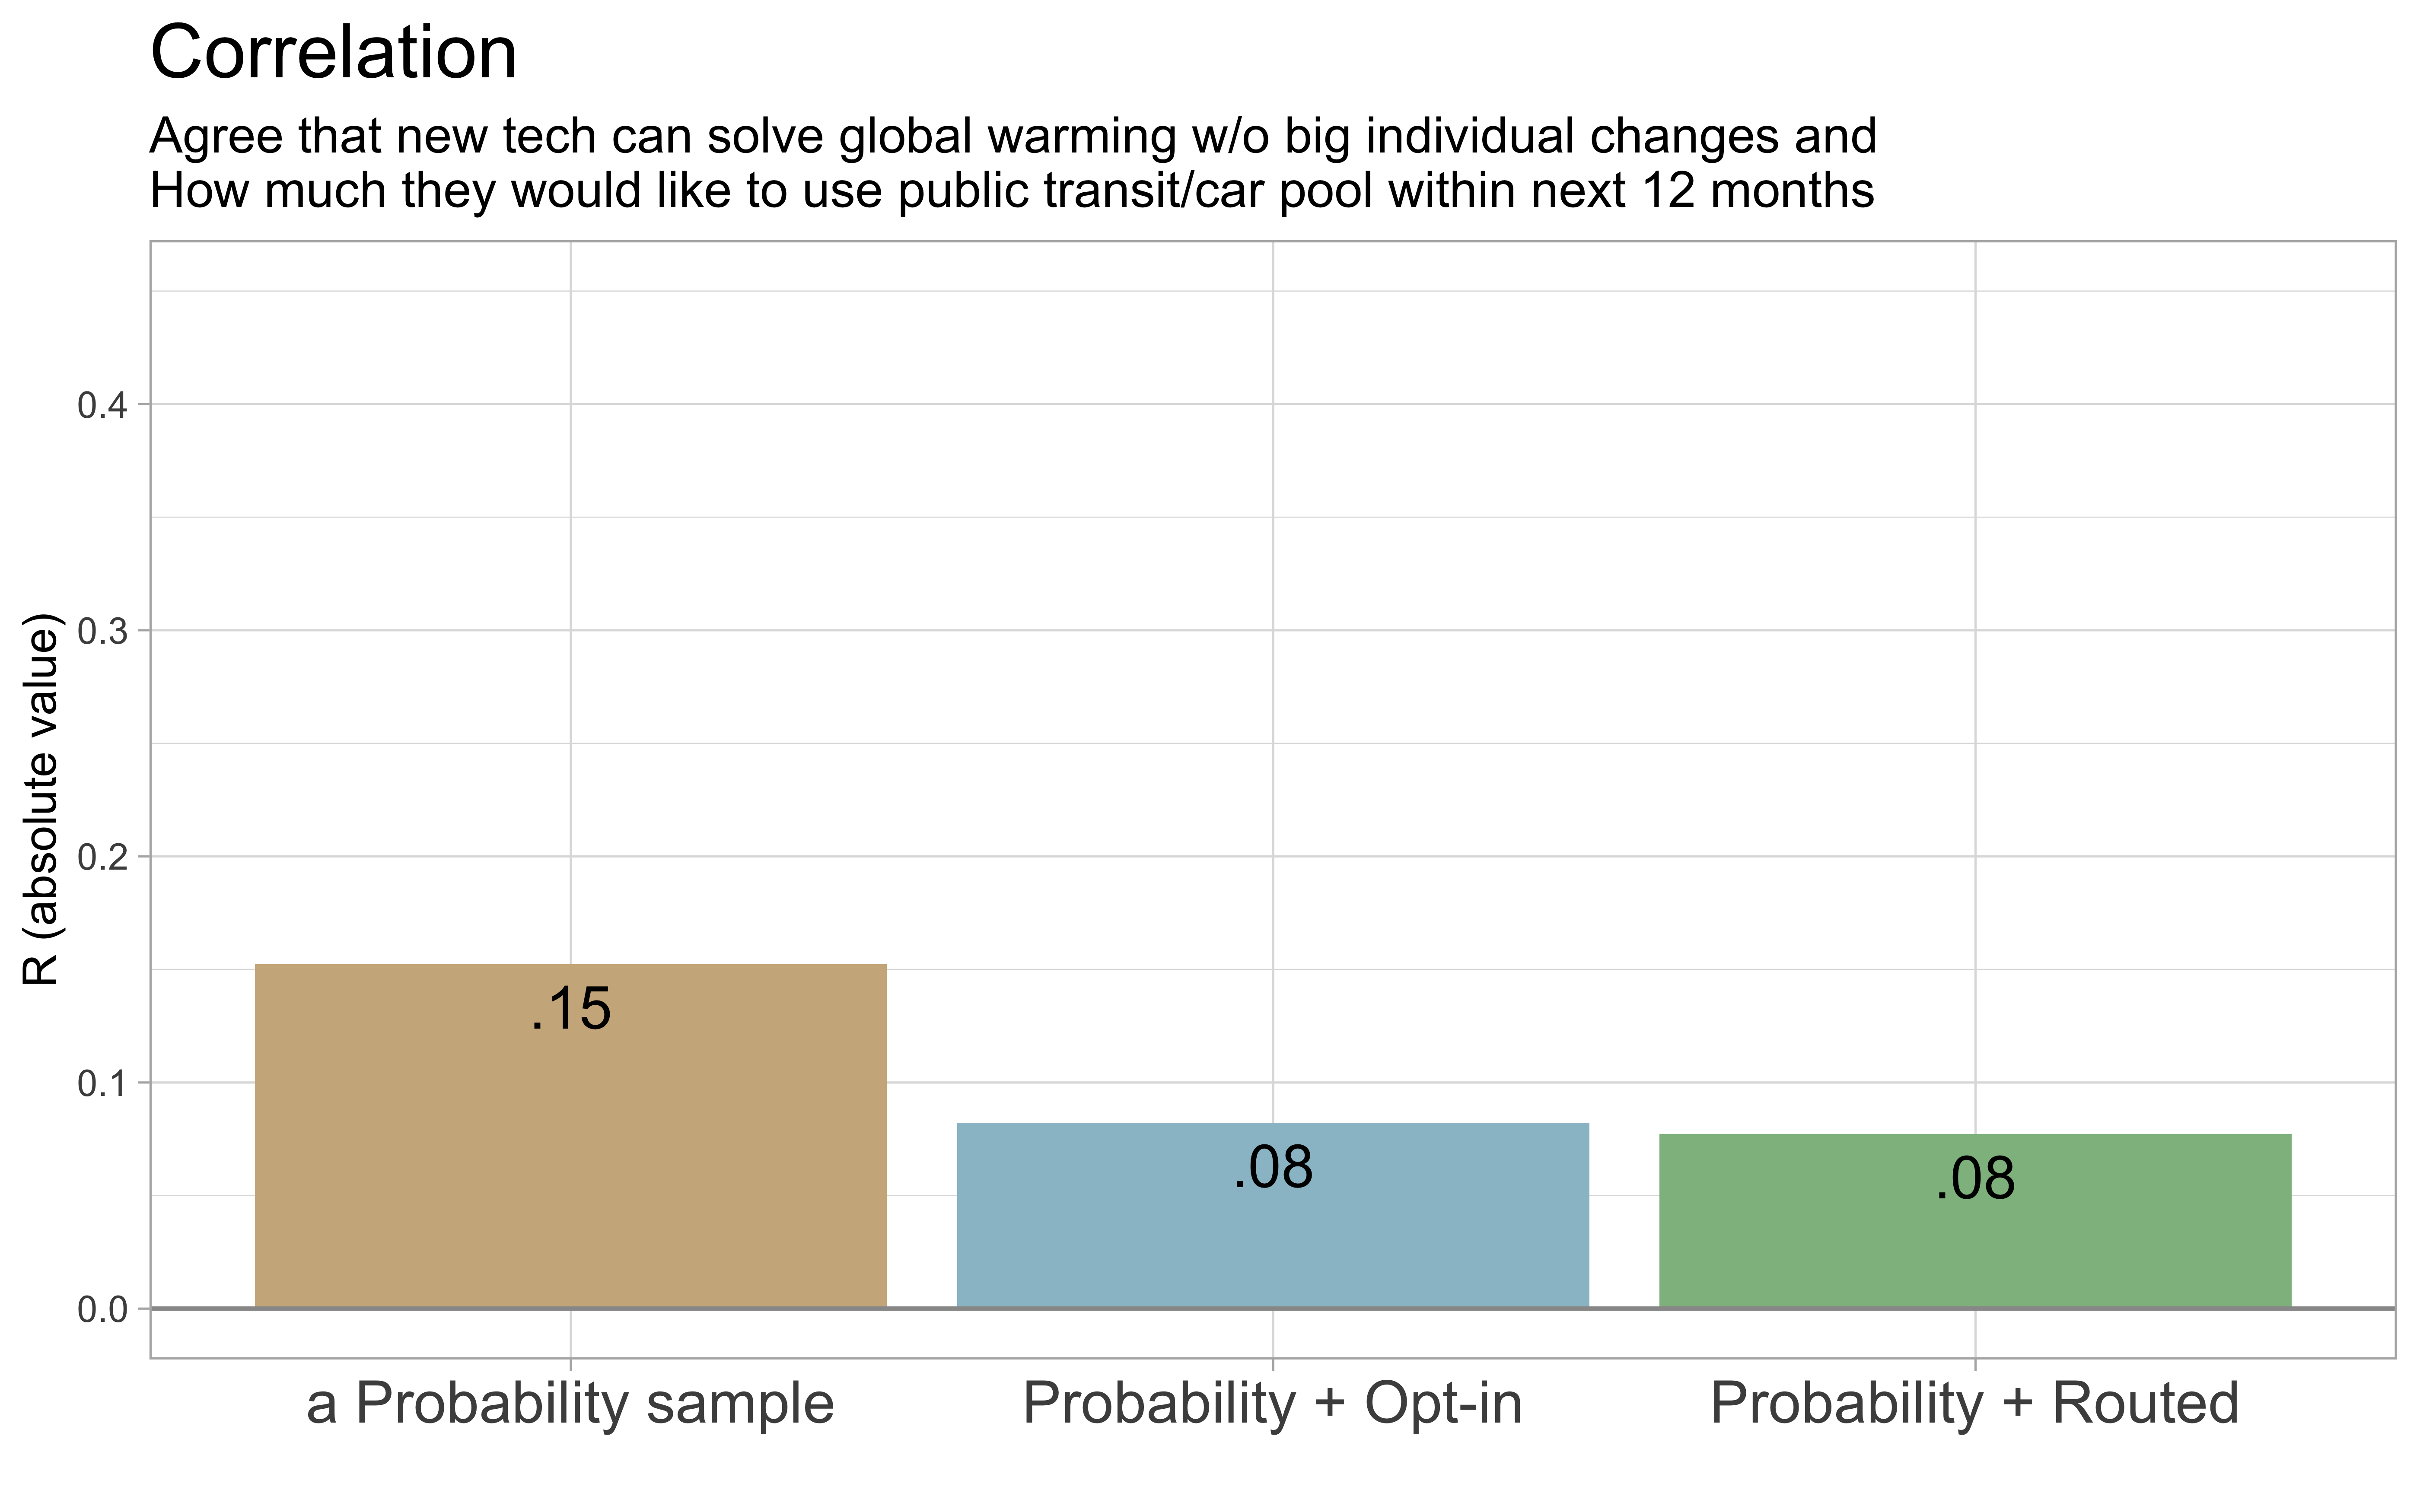 Correlation
Agree that new tech can solve global warming w/o big individual changes and
How much they would like to use public transit/car pool within next 12 months
R (absolute value)
0.4
0.3
0.2
0.1
0.0
.15
.08
.08
a Probability sample
Probability + Opt-in
Probability + Routed